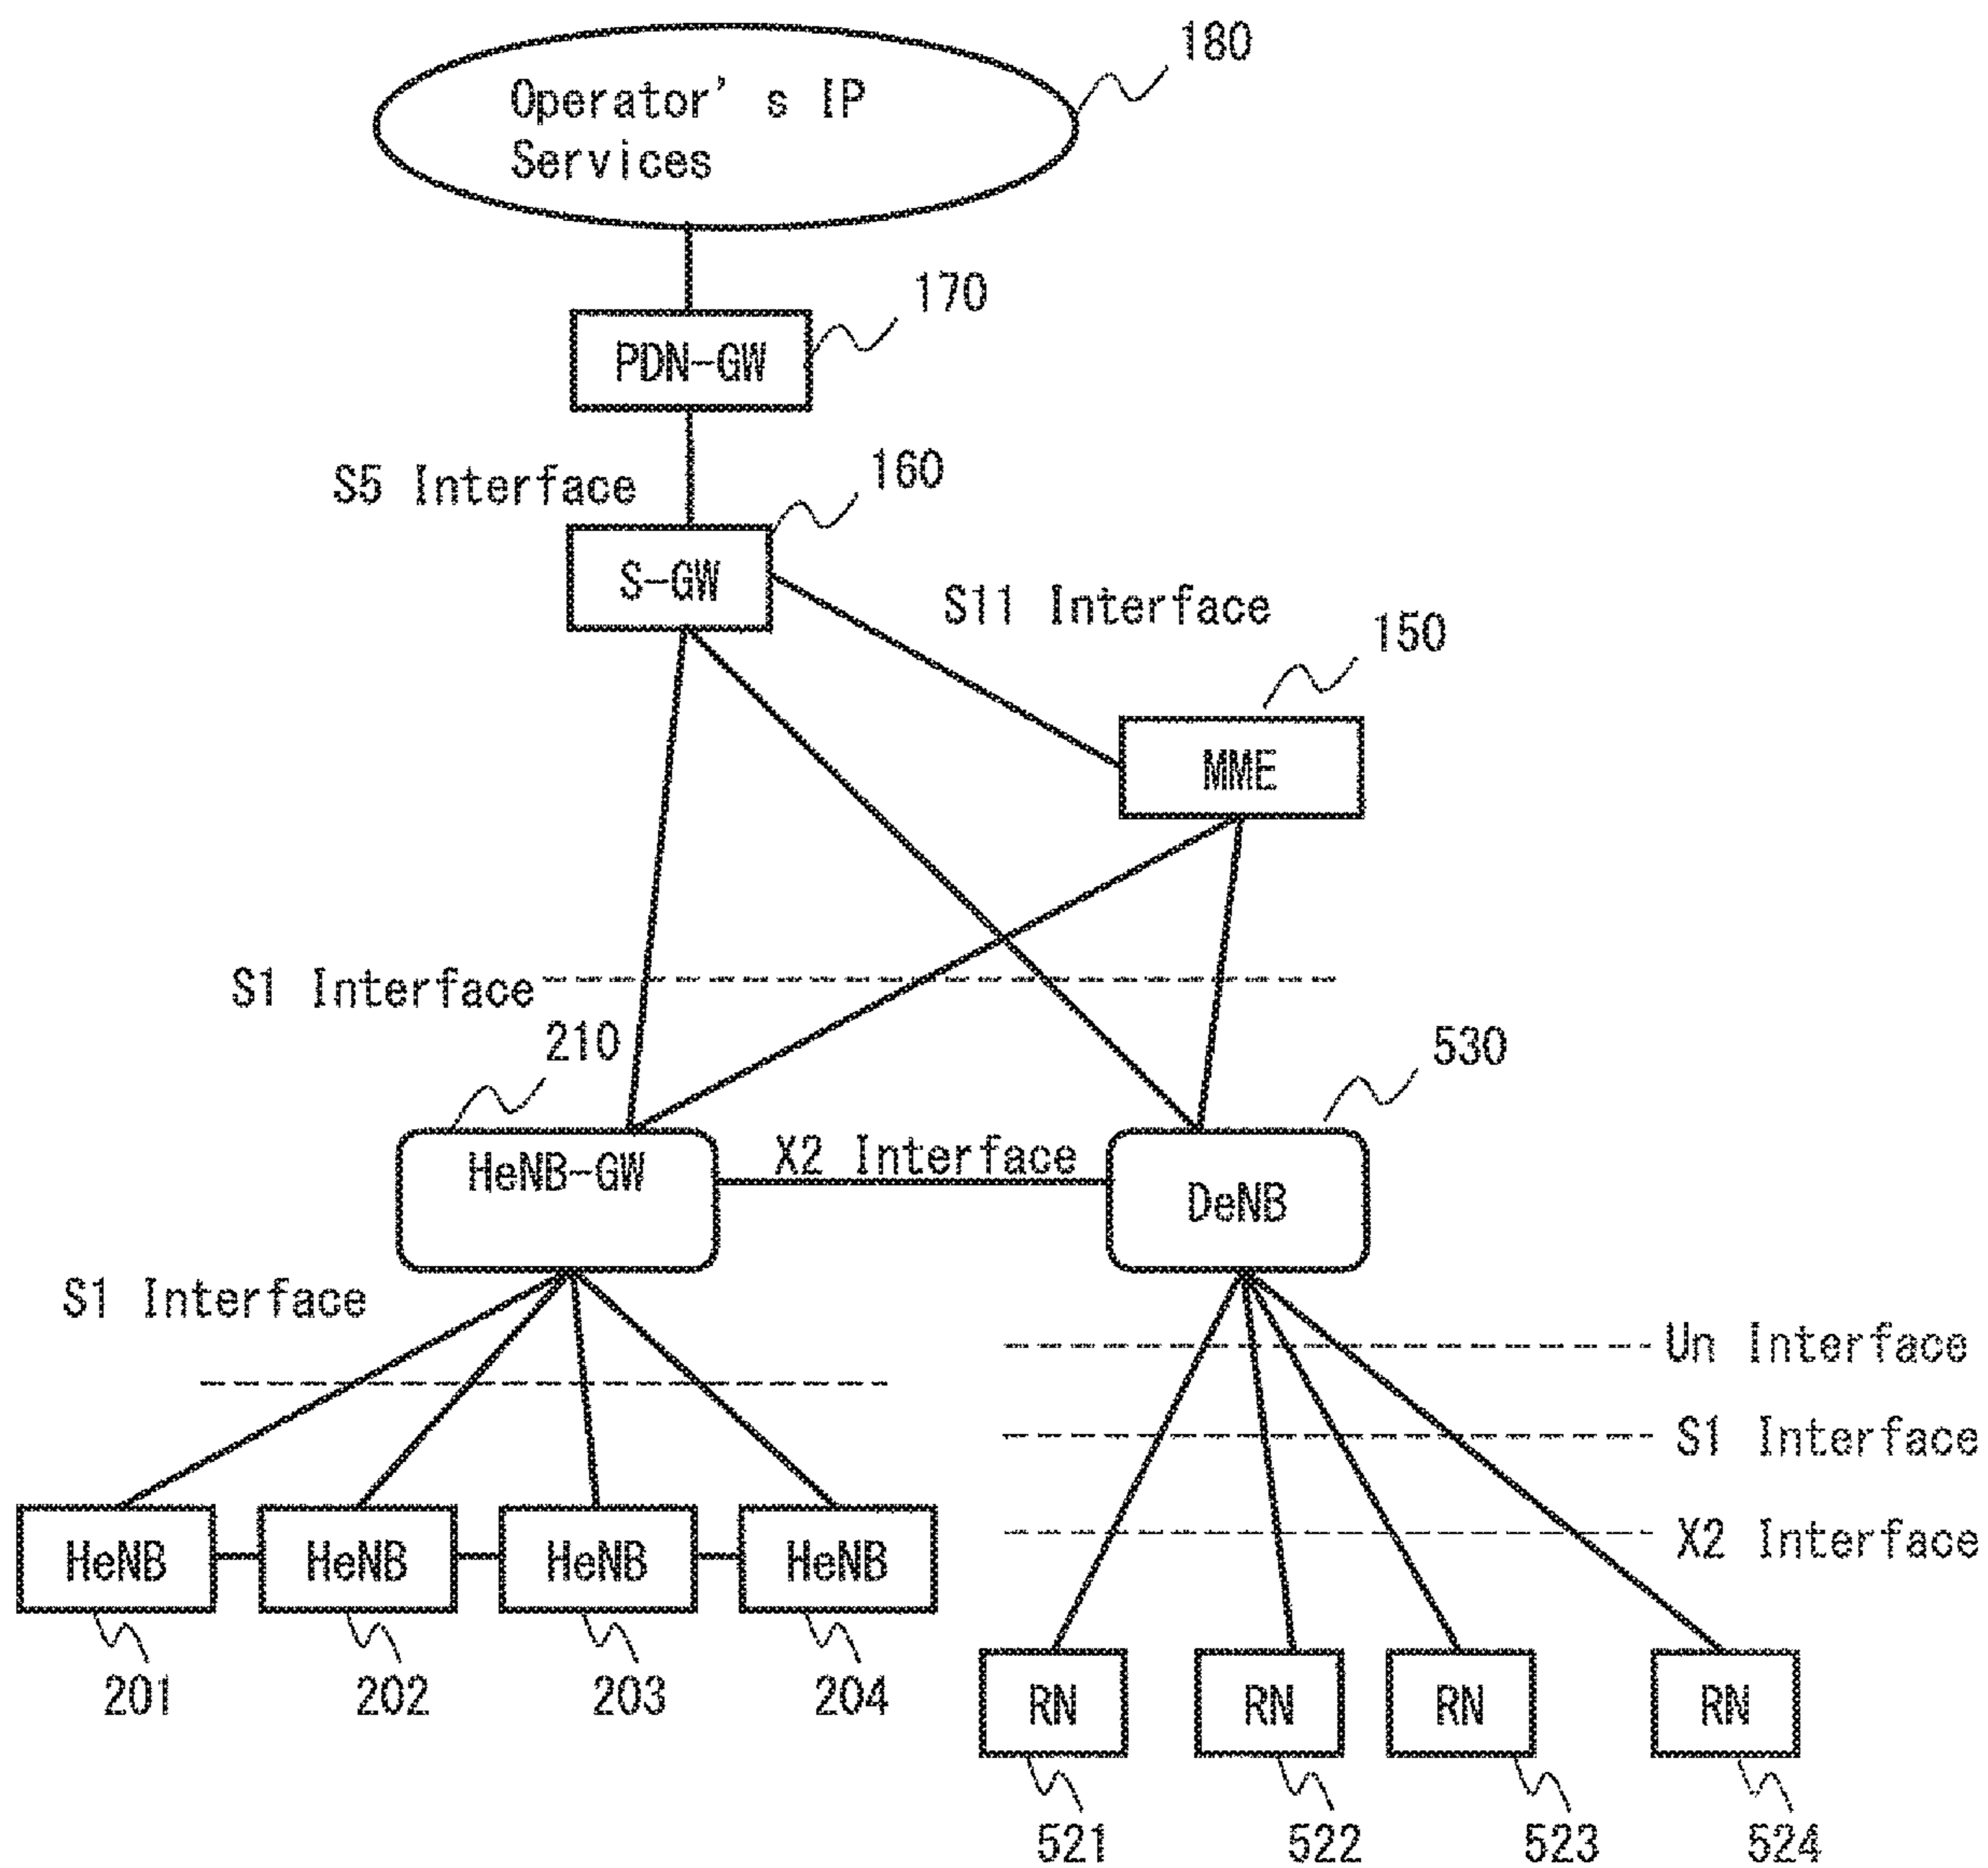 180
Operator's IP
Services
170
PDN-GW
S5 Interface
160
S-GW
S11 Interface
150
MME
S1 Interface
210
530
HeNB-GW
X2 Interface
DeNB
S1 Interface
Un Interface
S1 Interface
X2 Interface
HeNB
HeNB
HeNB
HeNB
201
202
203
204
RN
RN
RN
RN
521
522
523
524